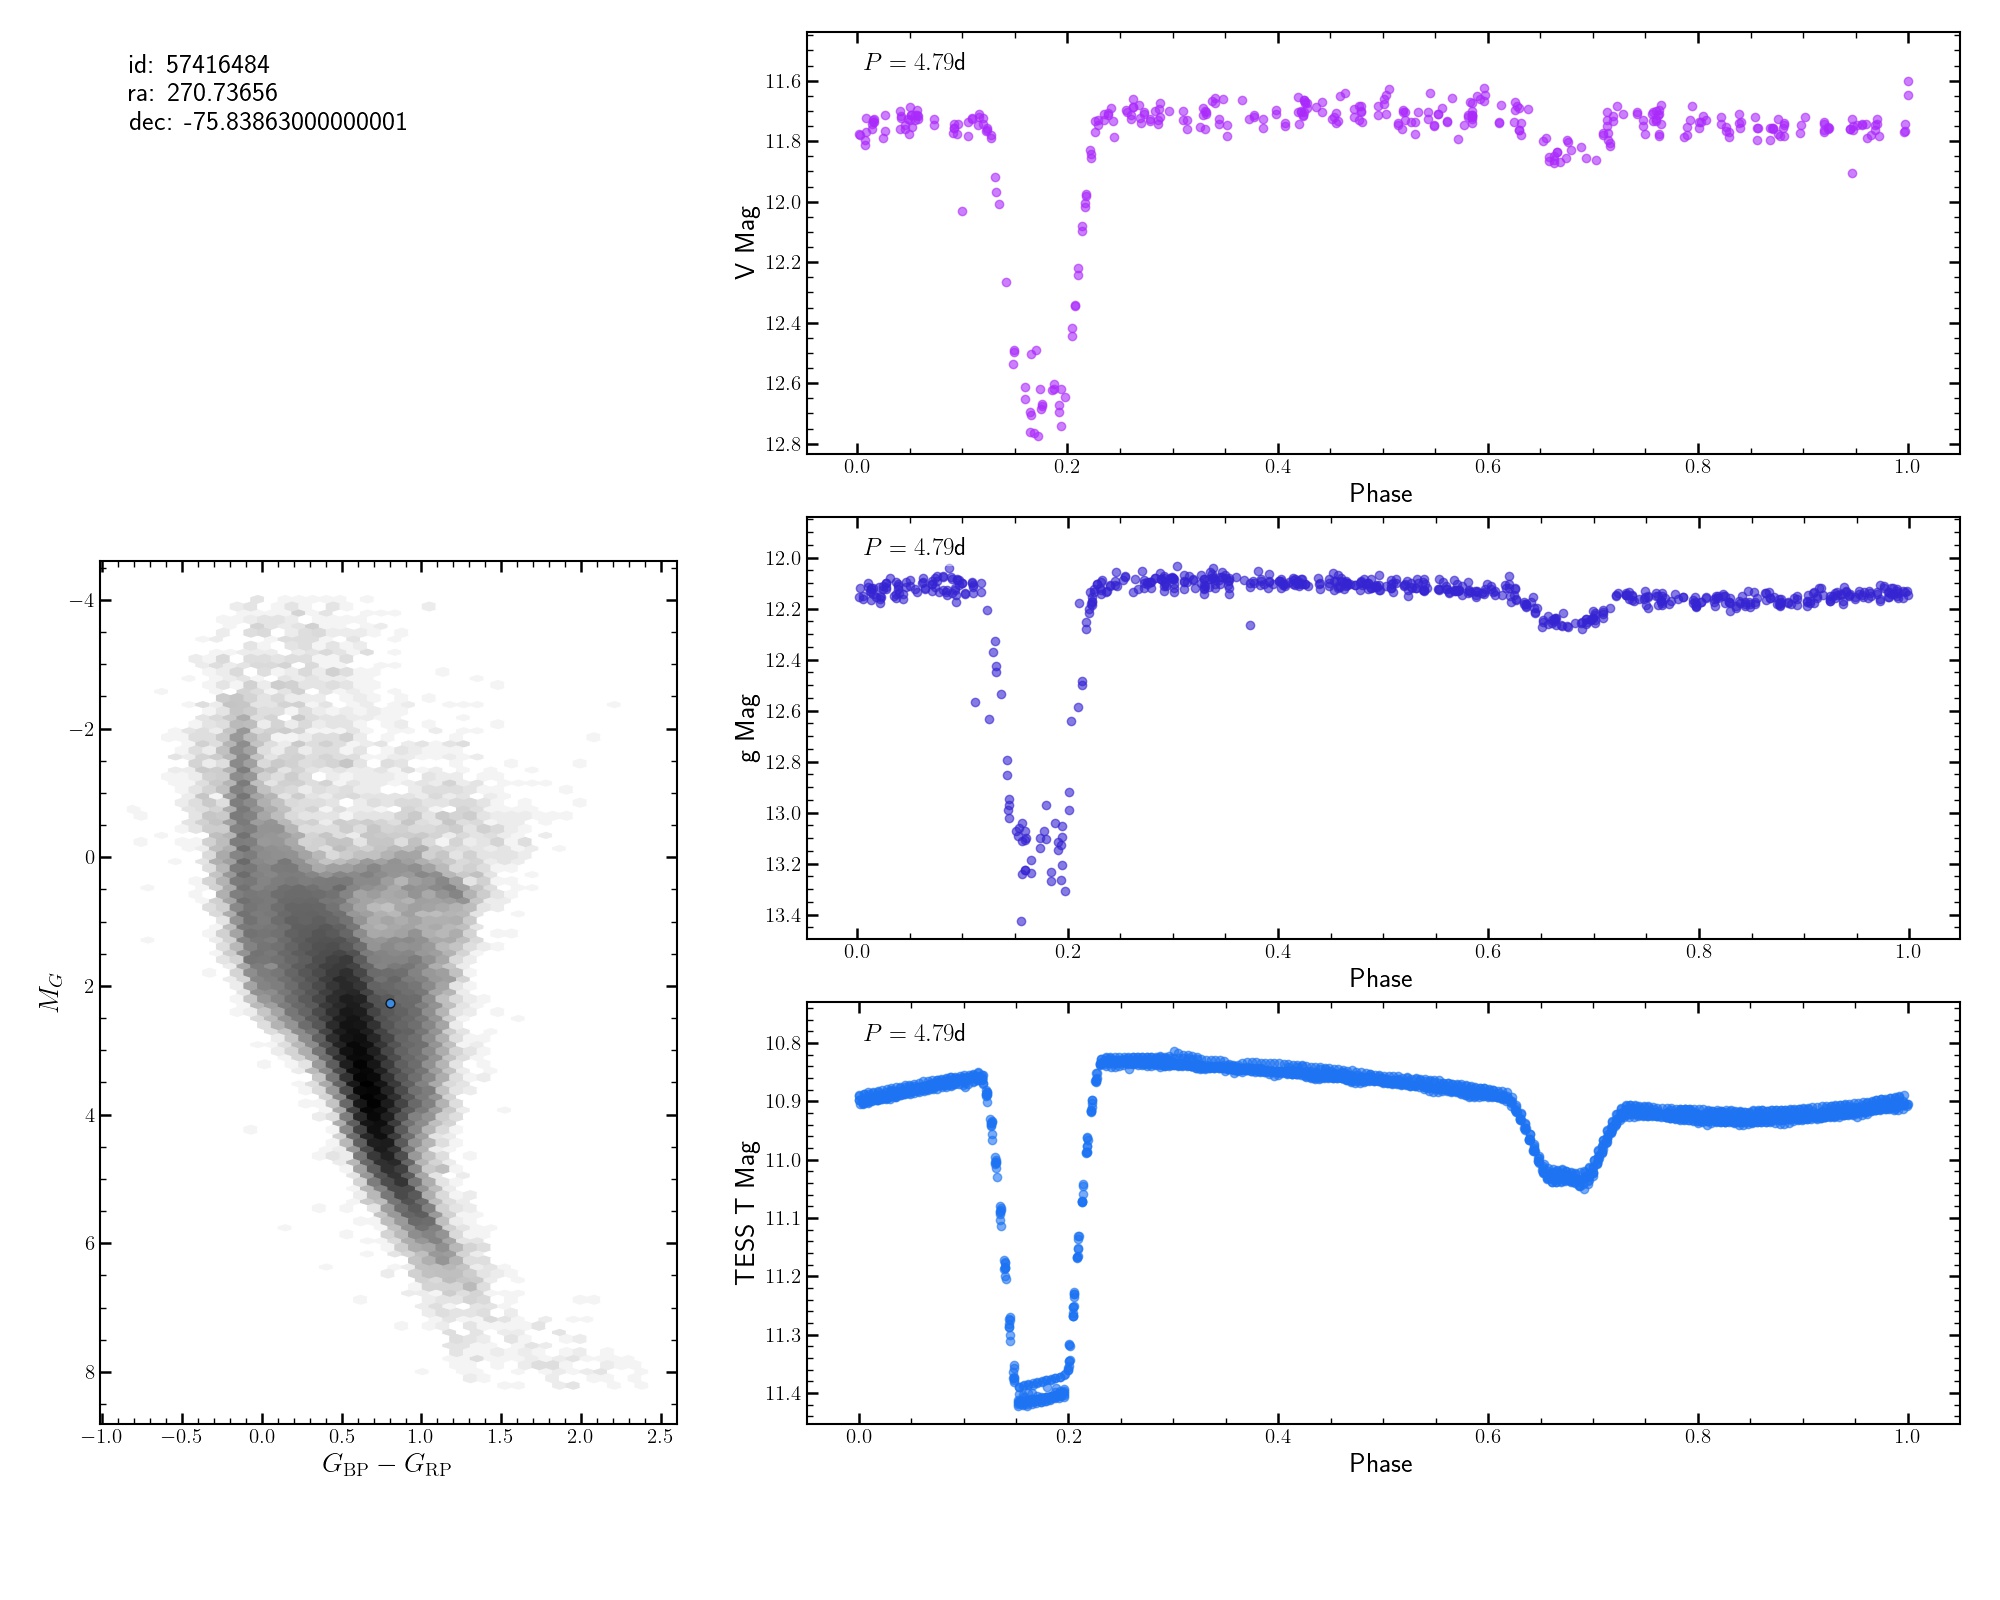 id: 57416484
ra: 270.73656
dec: -75.83863000000001
P = 4.79d
11.6
11.8
12.0
12.2
12.4
12.6
12.8
V Mag
0.0 0.2 0.4 0.6 0.8 1.0
Phase
P = 4.79d
12.0
12.2
12.4
12.6
12.8
13.0
13.2
13.4
g Mag
0.0 0.2 0.4 0.6 0.8 1.0
Phase
P = 4.79d
10.8
10.9
11.0
11.1
11.2
11.3
11.4
TESS T Mag
0.0 0.2 0.4 0.6 0.8 1.0
Phase
−4
−2
0
2
4
6
8
M_G
−1.0 −0.5 0.0 0.5 1.0 1.5 2.0 2.5
G_BP − G_RP